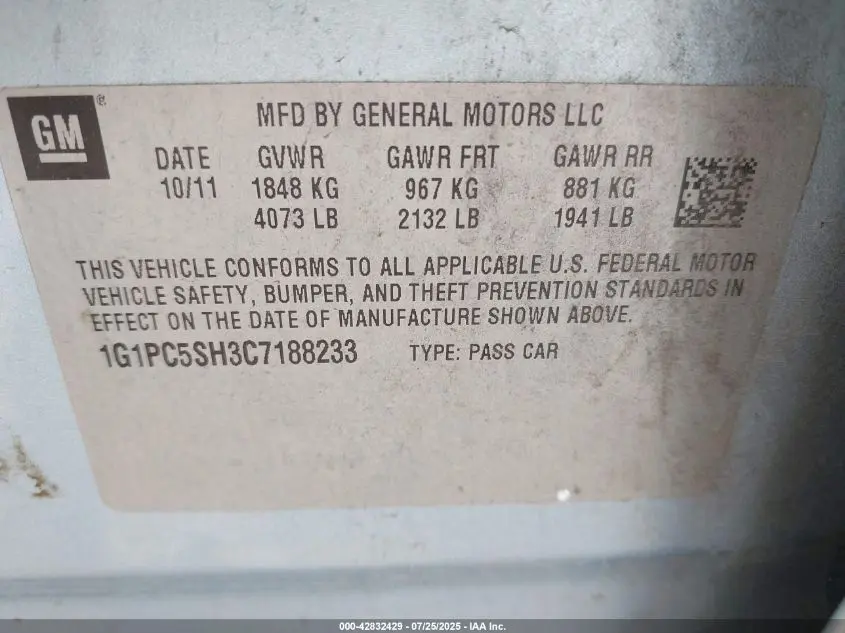 GM®
MFD BY GENERAL MOTORS LLC
DATE GVWR GAWR FRT GAWR RR
10/11 1848 KG 967 KG 881 KG
4073 LB 2132 LB 1941 LB
THIS VEHICLE CONFORMS TO ALL APPLICABLE U.S. FEDERAL MOTOR
VEHICLE SAFETY, BUMPER, AND THEFT PREVENTION STANDARDS IN
EFFECT ON THE DATE OF MANUFACTURE SHOWN ABOVE.
1G1PC5SH3C7188233 TYPE: PASS CAR
000-42832429 - 07/25/2025 - IAA Inc.